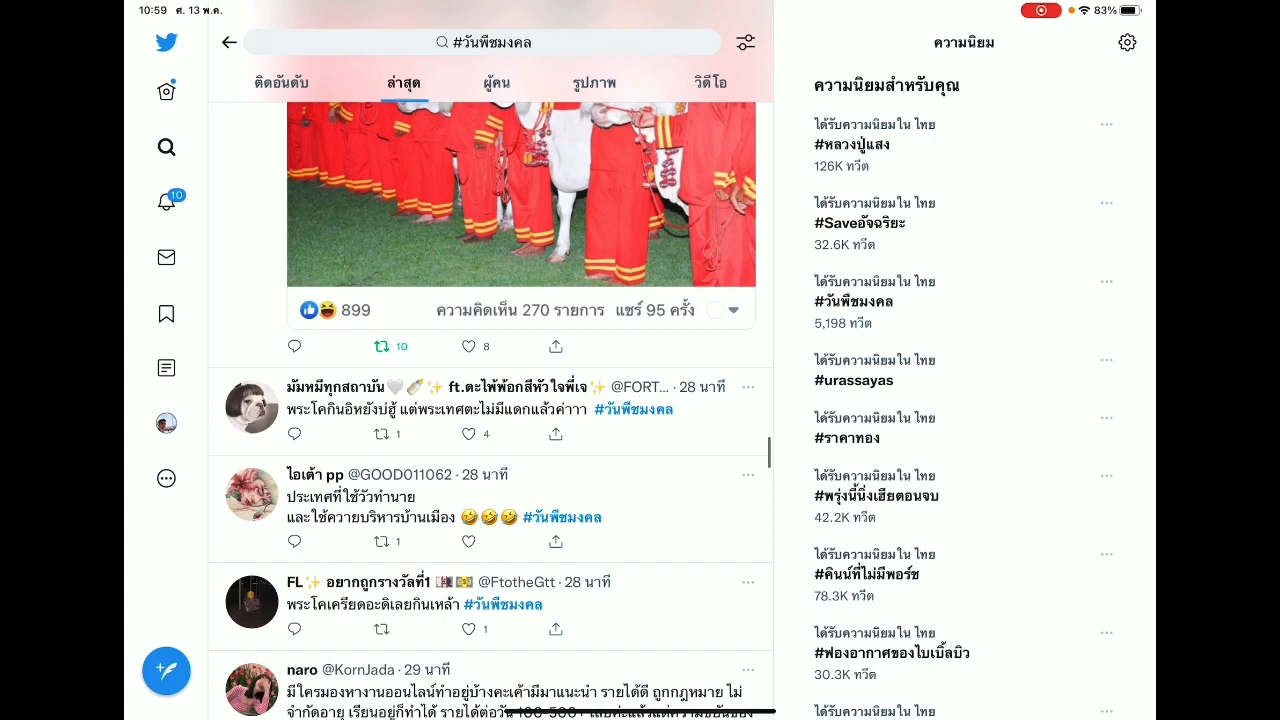 10:59 ศ. 13 พ.ค.
83%
#วันพืชมงคล
ติดอันดับ
ล่าสุด
ผู้คน
รูปภาพ
วิดีโอ
10
899 ความคิดเห็น 270 รายการ แชร์ 95 ครั้ง
10 8
มัมหมีทุกสถาบัน🤍🍼✨ ft.ตะไพ้พ้อกสีหัวใจพี่เจ✨ @FORT... · 28 นาที
พระโคกินอิหยังบ่ฮู้ แต่พระเทศตะไม่มีแดกแล้วค่าาา #วันพืชมงคล
1 4
ไอเต้า pp @GOOD011062 · 28 นาที
ประเทศที่ใช้วัวทำนาย
และใช้ควายบริหารบ้านเมือง 🤣🤣🤣 #วันพืชมงคล
1
FL✨ อยากถูกรางวัลที่1 @FtotheGtt · 28 นาที
พระโคเครียดอะดิเลยกินเหล้า #วันพืชมงคล
1
naro @KornJada · 29 นาที
มีใครมองหางานออนไลน์ทำอยู่บ้างคะเค้ามีมาแนะนำ รายได้ดี ถูกกฎหมาย ไม่
จำกัดอายุ เรียนอยู่ก็ทำได้ รายได้ต่อวัน
ความนิยม
ความนิยมสำหรับคุณ
ได้รับความนิยมใน ไทย
#หลวงปู่แสง
126K ทวีต
ได้รับความนิยมใน ไทย
#Saveอัจฉริยะ
32.6K ทวีต
ได้รับความนิยมใน ไทย
#วันพืชมงคล
5,198 ทวีต
ได้รับความนิยมใน ไทย
#urassayas
ได้รับความนิยมใน ไทย
#ราคาทอง
ได้รับความนิยมใน ไทย
#พรุ่งนี้นิ่งเฮียตอนจบ
42.2K ทวีต
ได้รับความนิยมใน ไทย
#คินน์ที่ไม่มีพอร์ช
78.3K ทวีต
ได้รับความนิยมใน ไทย
#ฟองอากาศของไบเบิ้ลบิว
30.3K ทวีต
ได้รับความนิยมใน ไทย